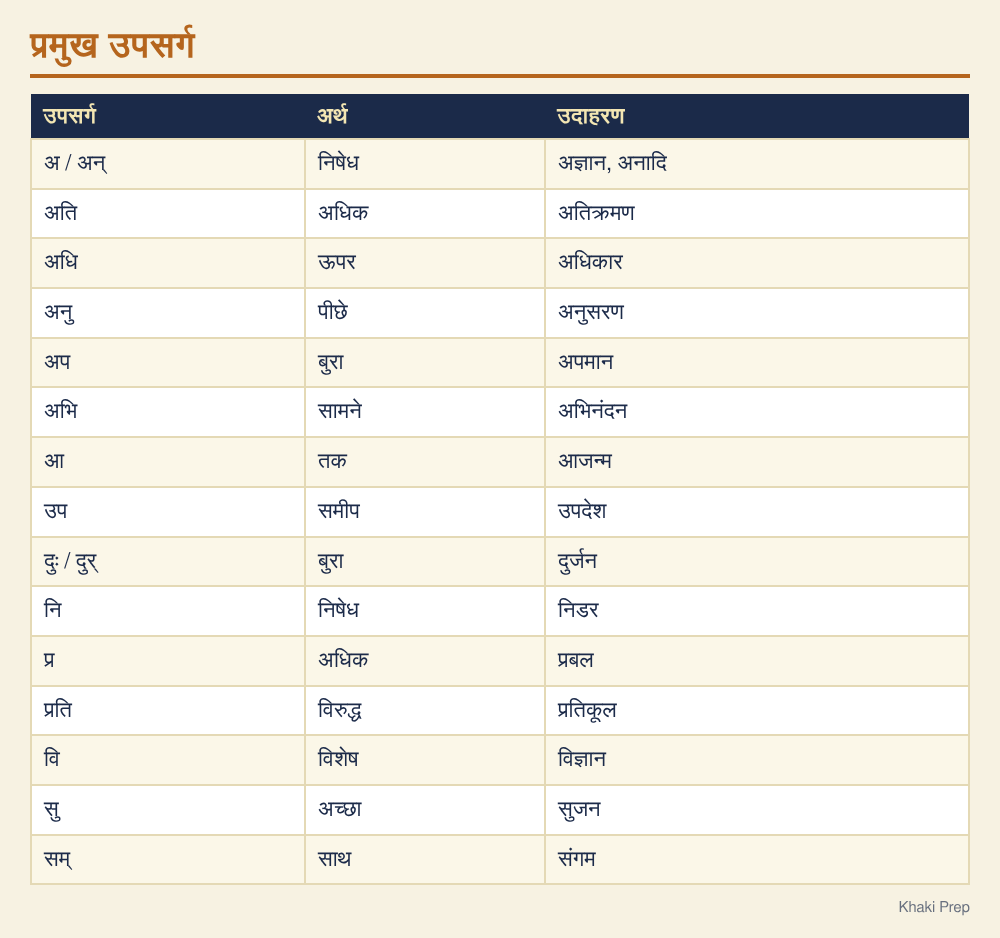 प्रमुख उपसर्ग
उपसर्ग अर्थ उदाहरण
अ / अन् निषेध अज्ञान, अनादि
अति अधिक अतिक्रमण
अधि ऊपर अधिकार
अनु पीछे अनुसरण
अप बुरा अपमान
अभि सामने अभिनंदन
आ तक आजन्म
उप समीप उपदेश
दुः / दुर् बुरा दुर्जन
नि निषेध निडर
प्र अधिक प्रबल
प्रति विरुद्ध प्रतिकूल
वि विशेष विज्ञान
सु अच्छा सुजन
सम् साथ संगम
Khaki Prep